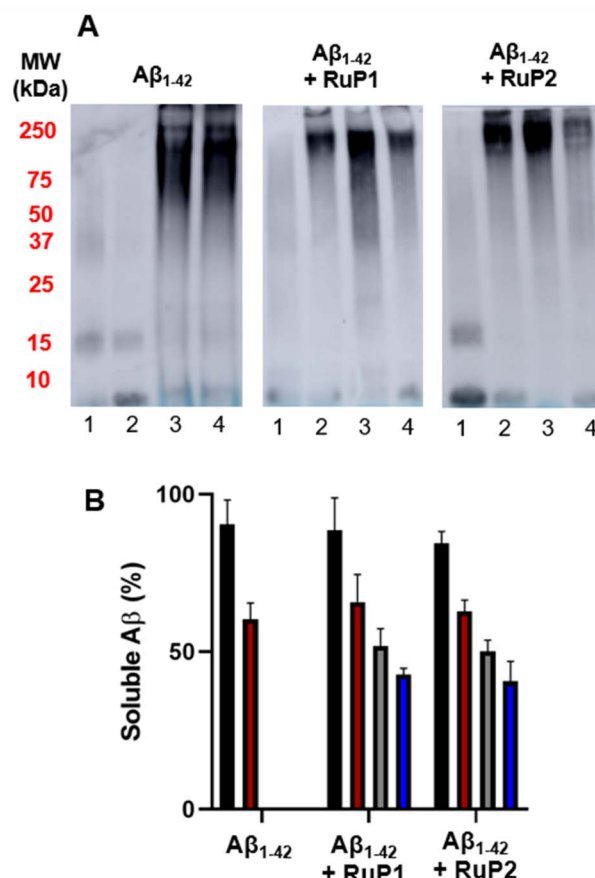 A
MW
(kDa)
Aβ₁₋₄₂
Aβ₁₋₄₂
+ RuP1
Aβ₁₋₄₂
+ RuP2
250
75
50
37
25
15
10
1 2 3 4
1 2 3 4
1 2 3 4
B
Soluble Aβ (%)
100
50
0
Aβ₁₋₄₂
Aβ₁₋₄₂
+ RuP1
Aβ₁₋₄₂
+ RuP2